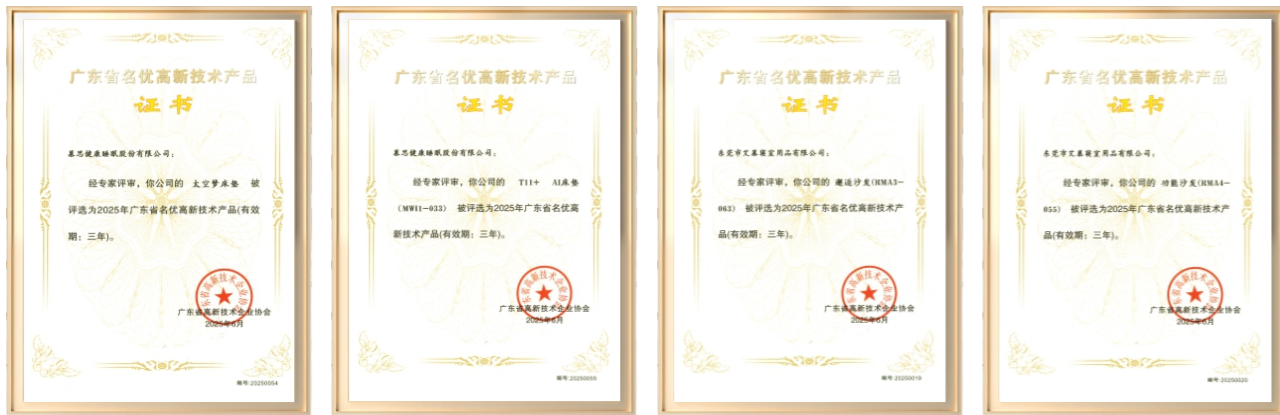 广东省名优高新技术产品
证书
慕思健康睡眠股份有限公司：
经专家评审，你公司的 太空梦床垫 被
评选为2025年广东省名优高新技术产品(有效
期：三年)。
广东省高新技术企业协会
2025年6月
编号:20250054
广东省名优高新技术产品
证书
慕思健康睡眠股份有限公司：
经专家评审，你公司的 T11+ AI床垫
（MW11-033） 被评选为2025年广东省名优高
新技术产品(有效期：三年)。
广东省高新技术企业协会
2025年6月
编号:20250055
广东省名优高新技术产品
证书
东莞市艾慕寝室用品有限公司：
经专家评审，你公司的 邂逅沙发(HMA3-
063) 被评选为2025年广东省名优高新技术产
品(有效期：三年)。
广东省高新技术企业协会
2025年6月
编号:20250019
广东省名优高新技术产品
证书
东莞市艾慕寝室用品有限公司：
经专家评审，你公司的 功能沙发(HMA4-
055) 被评选为2025年广东省名优高新技术产
品(有效期：三年)。
广东省高新技术企业协会
2025年6月
编号:20250020